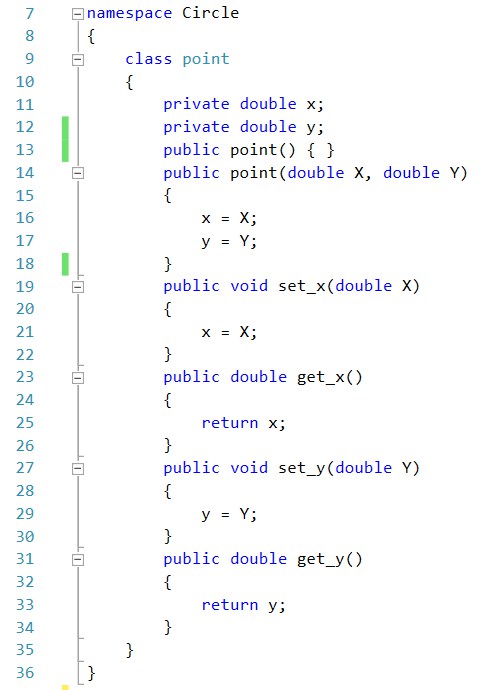 7 namespace Circle
8 {
9 class point
10 {
11 private double x;
12 private double y;
13 public point() { }
14 public point(double X, double Y)
15 {
16 x = X;
17 y = Y;
18 }
19 public void set_x(double X)
20 {
21 x = X;
22 }
23 public double get_x()
24 {
25 return x;
26 }
27 public void set_y(double Y)
28 {
29 y = Y;
30 }
31 public double get_y()
32 {
33 return y;
34 }
35 }
36 }